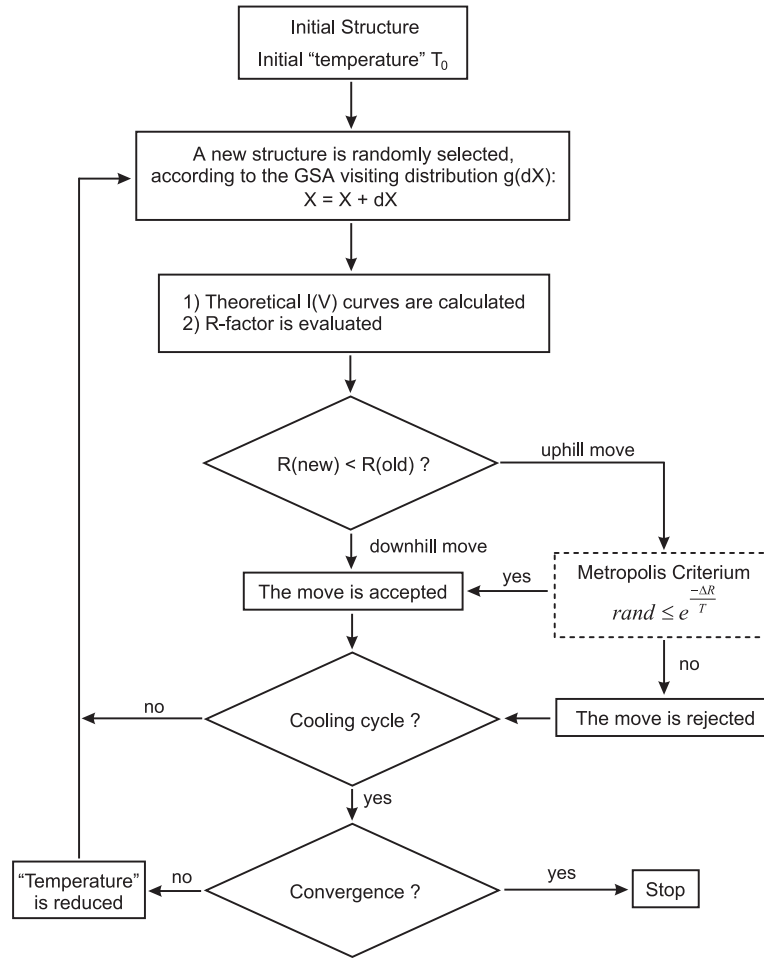 Initial Structure
Initial “temperature” T₀
A new structure is randomly selected,
according to the GSA visiting distribution g(dX):
X = X + dX
1) Theoretical I(V) curves are calculated
2) R-factor is evaluated
R(new) < R(old) ?
uphill move
downhill move
The move is accepted
yes
Metropolis Criterium
rand ≤ e^(-ΔR/T)
no
The move is rejected
Cooling cycle ?
no
yes
Convergence ?
no
“Temperature”
is reduced
yes
Stop